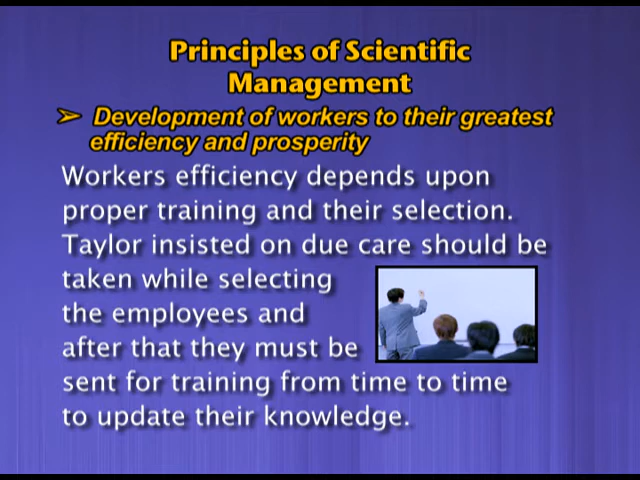 Principles of Scientific
Management
➢ Development of workers to their greatest
efficiency and prosperity
Workers efficiency depends upon
proper training and their selection.
Taylor insisted on due care should be
taken while selecting
the employees and
after that they must be
sent for training from time to time
to update their knowledge.